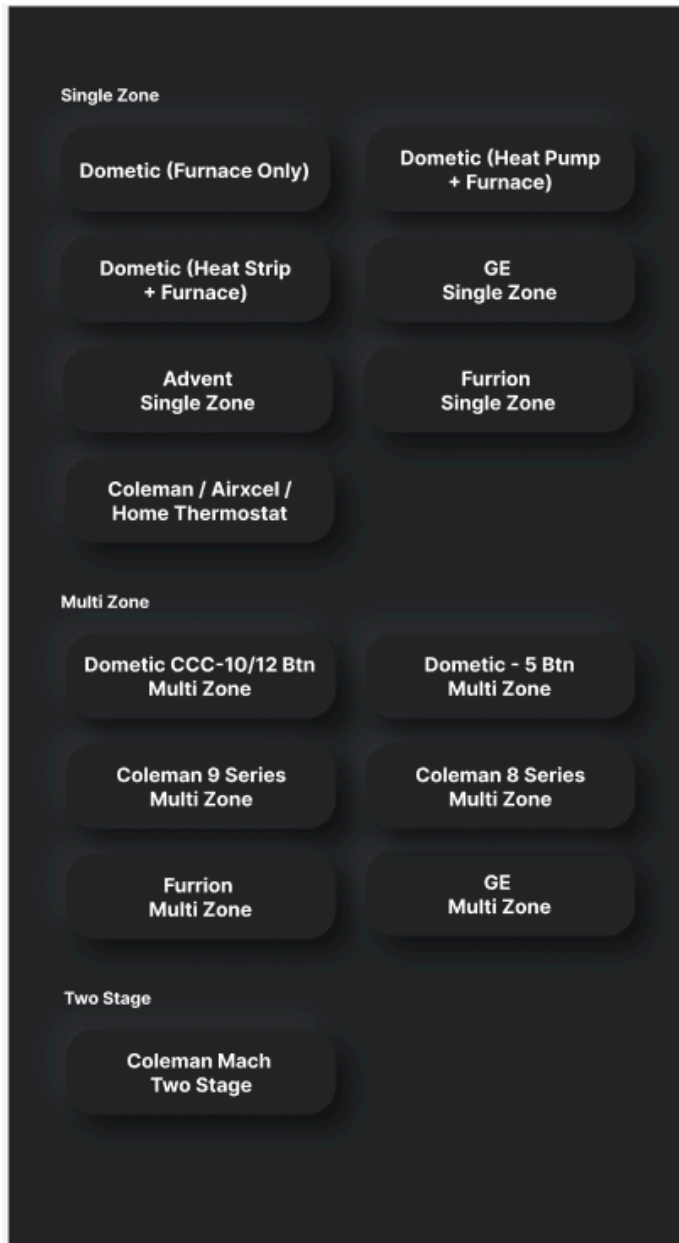 Single Zone
Dometic (Furnace Only)
Dometic (Heat Pump
+ Furnace)
Dometic (Heat Strip
+ Furnace)
GE
Single Zone
Advent
Single Zone
Furrion
Single Zone
Coleman / Airxcel /
Home Thermostat
Multi Zone
Dometic CCC-10/12 Btn
Multi Zone
Dometic - 5 Btn
Multi Zone
Coleman 9 Series
Multi Zone
Coleman 8 Series
Multi Zone
Furrion
Multi Zone
GE
Multi Zone
Two Stage
Coleman Mach
Two Stage